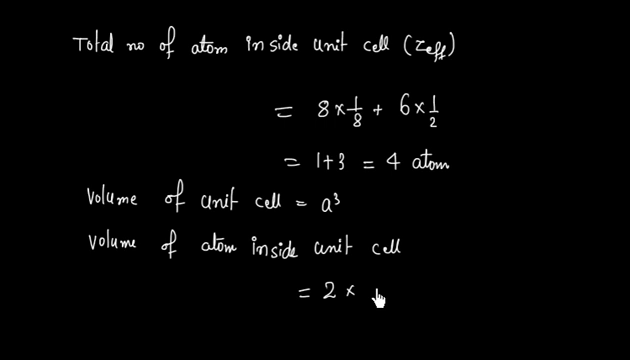 Total no of atom inside unit cell (Zeff)
= 8 × 1/8 + 6 × 1/2
= 1+3 = 4 atom
Volume of unit cell = a³
Volume of atom inside unit cell
= 2 ×